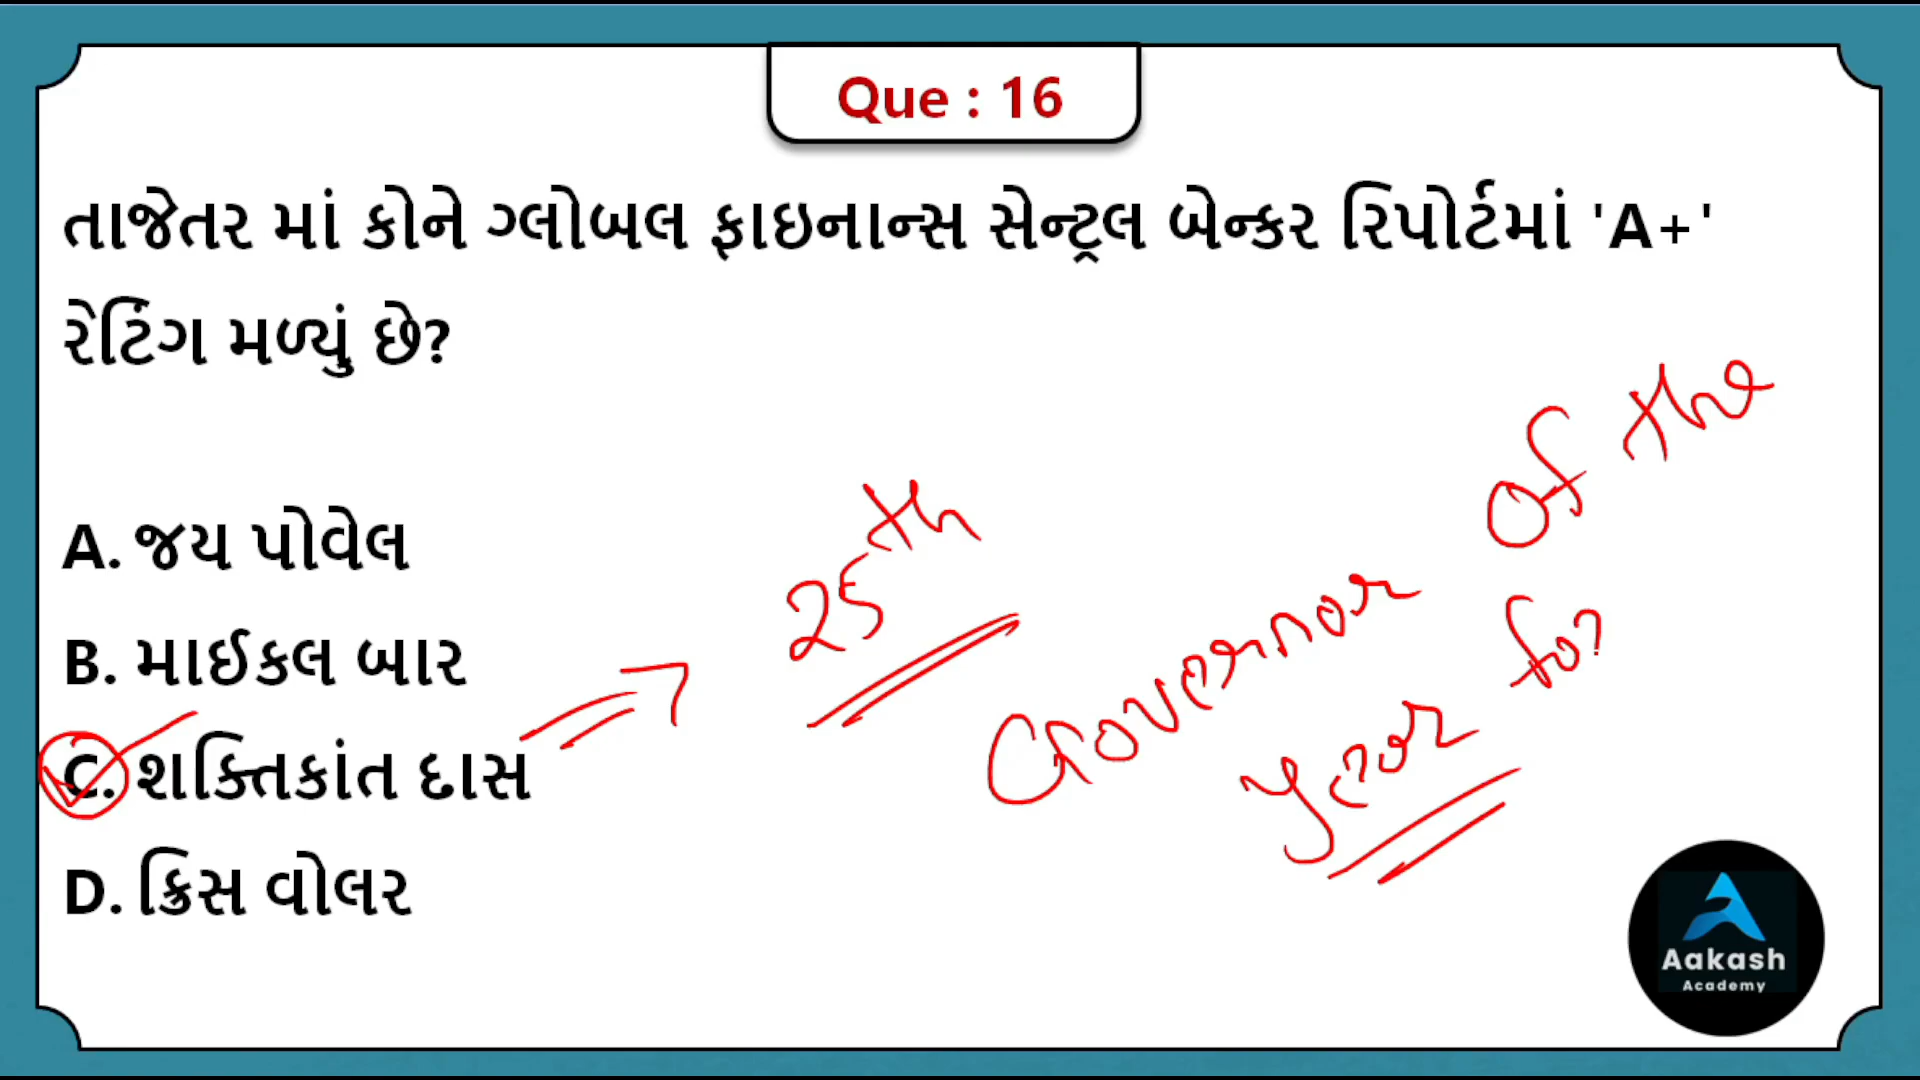 Que : 16
તાજેતર માં કોને ગ્લોબલ ફાઇનાન્સ સેન્ટ્રલ બેન્કર રિપોર્ટમાં 'A+'
રેટિંગ મળ્યું છે?
A. જય પોવેલ
B. માઈકલ બાર
C. શક્તિકાંત દાસ
D. ક્રિસ વોલર
25th
Governor of the
Year for
Aakash
Academy